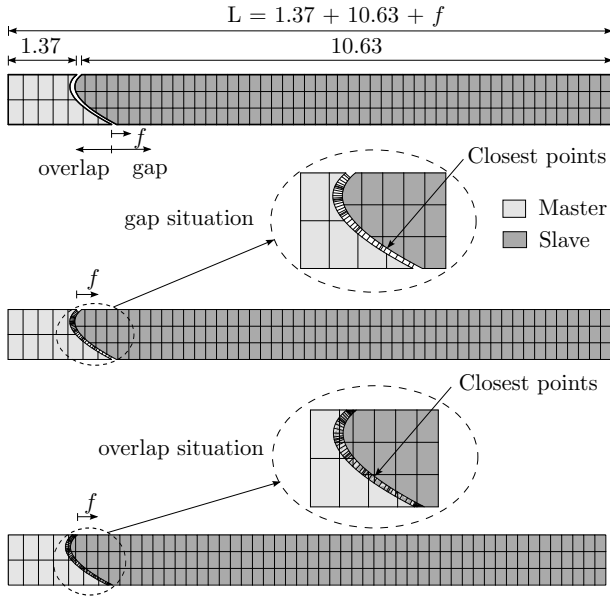 L = 1.37 + 10.63 + f
1.37
10.63
f
overlap
gap
Closest points
gap situation
Master
Slave
f
Closest points
overlap situation
f